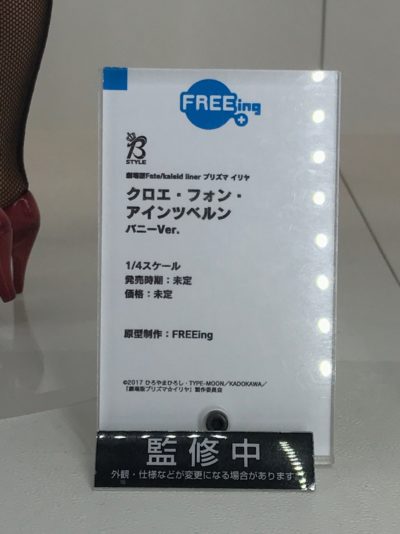 FREEing
B
STYLE
劇場版Fate/kaleid liner プリズマ イリヤ
クロエ・フォン・
アインツベルン
バニーVer.
1/4スケール
発売時期：未定
価格：未定
原型制作：FREEing
©2017 ひろやまひろし・TYPE-MOON／KADOKAWA／
「劇場版プリズマ☆イリヤ」製作委員会
監修中
外観・仕様などが変更になる場合があります